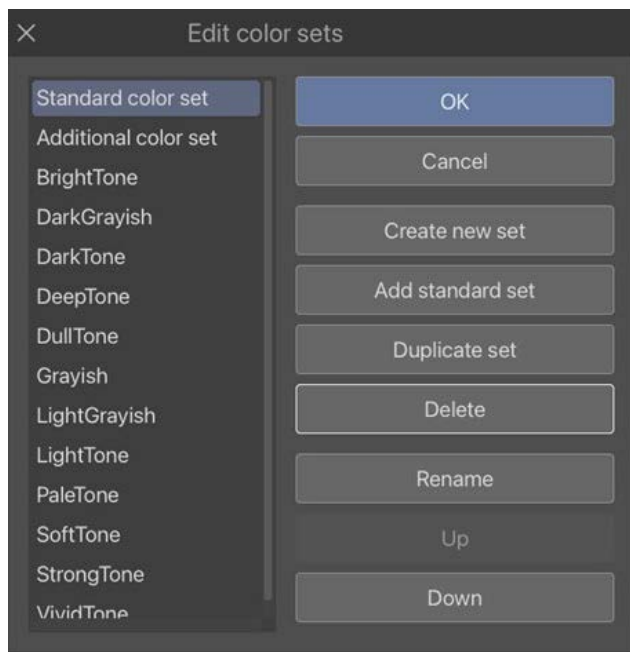 Edit color sets
Standard color set
Additional color set
BrightTone
DarkGrayish
DarkTone
DeepTone
DullTone
Grayish
LightGrayish
LightTone
PaleTone
SoftTone
StrongTone
VividTone
OK
Cancel
Create new set
Add standard set
Duplicate set
Delete
Rename
Up
Down